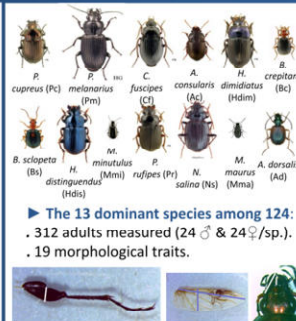 P. cupreus (Pc)
P. melanarius (Pm)
C. fuscipes (Cf)
A. consularis (Ac)
H. dimidiatus (Hdim)
B. crepitans (Bc)
B. sclopeta (Bs)
H. distinguendus (Hdis)
M. minutulus (Mmi)
P. rufipes (Pr)
N. salina (Ns)
M. maurus (Mma)
A. dorsalis (Ad)
► The 13 dominant species among 124:
. 312 adults measured (24 ♂ & 24♀/sp.).
. 19 morphological traits.